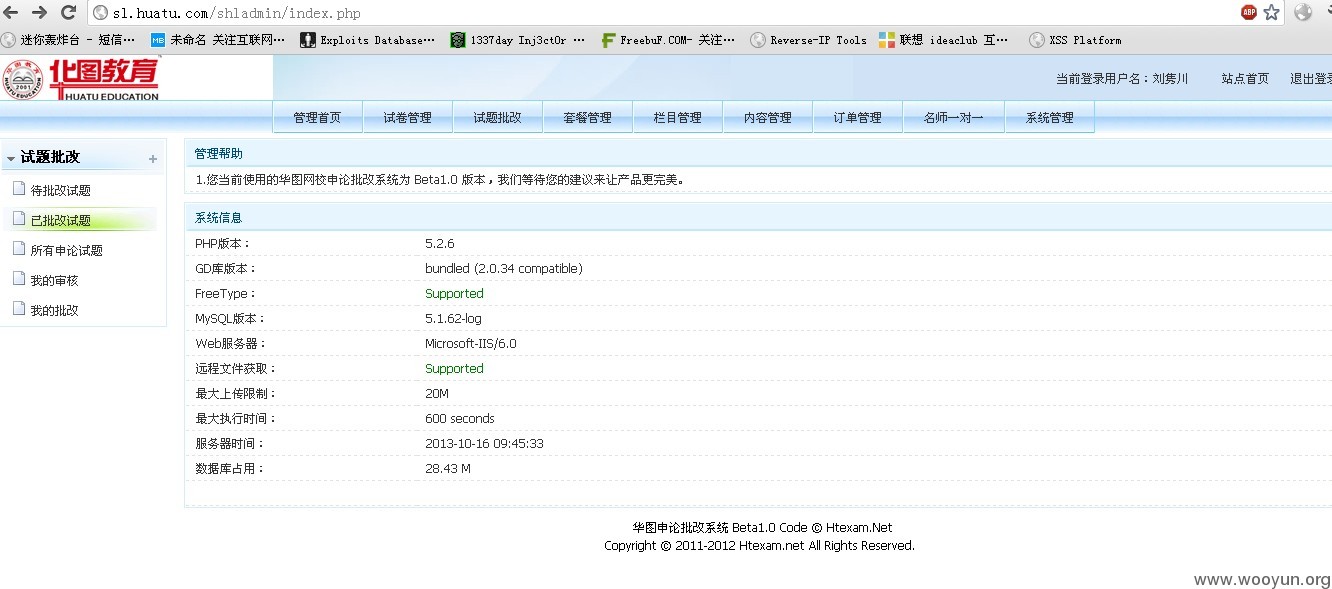 sl.huatu.com/shladmin/index.php
ABP
迷你轰炸台 - 短信… MB 未命名 关注互联网… Exploits Database… 1337day Inj3ct0r … FreebuF.COM- 关注… Reverse-IP Tools 联想 ideaclub 互… XSS Platform
化图教育
HUATU EDUCATION
2001
当前登录用户名：刘隽川 站点首页 退出登录
管理首页 试卷管理 试题批改 套餐管理 栏目管理 内容管理 订单管理 名师一对一 系统管理
试题批改
待批改试题
已批改试题
所有申论试题
我的审核
我的批改
管理帮助
1.您当前使用的华图网校申论批改系统为 Beta1.0 版本，我们等待您的建议来让产品更完美。
系统信息
PHP版本： 5.2.6
GD库版本： bundled (2.0.34 compatible)
FreeType： Supported
MySQL版本： 5.1.62-log
Web服务器： Microsoft-IIS/6.0
远程文件获取： Supported
最大上传限制： 20M
最大执行时间： 600 seconds
服务器时间： 2013-10-16 09:45:33
数据库占用： 28.43 M
华图申论批改系统 Beta1.0 Code © Htexam.Net
Copyright © 2011-2012 Htexam.net All Rights Reserved.
www.wooyun.org